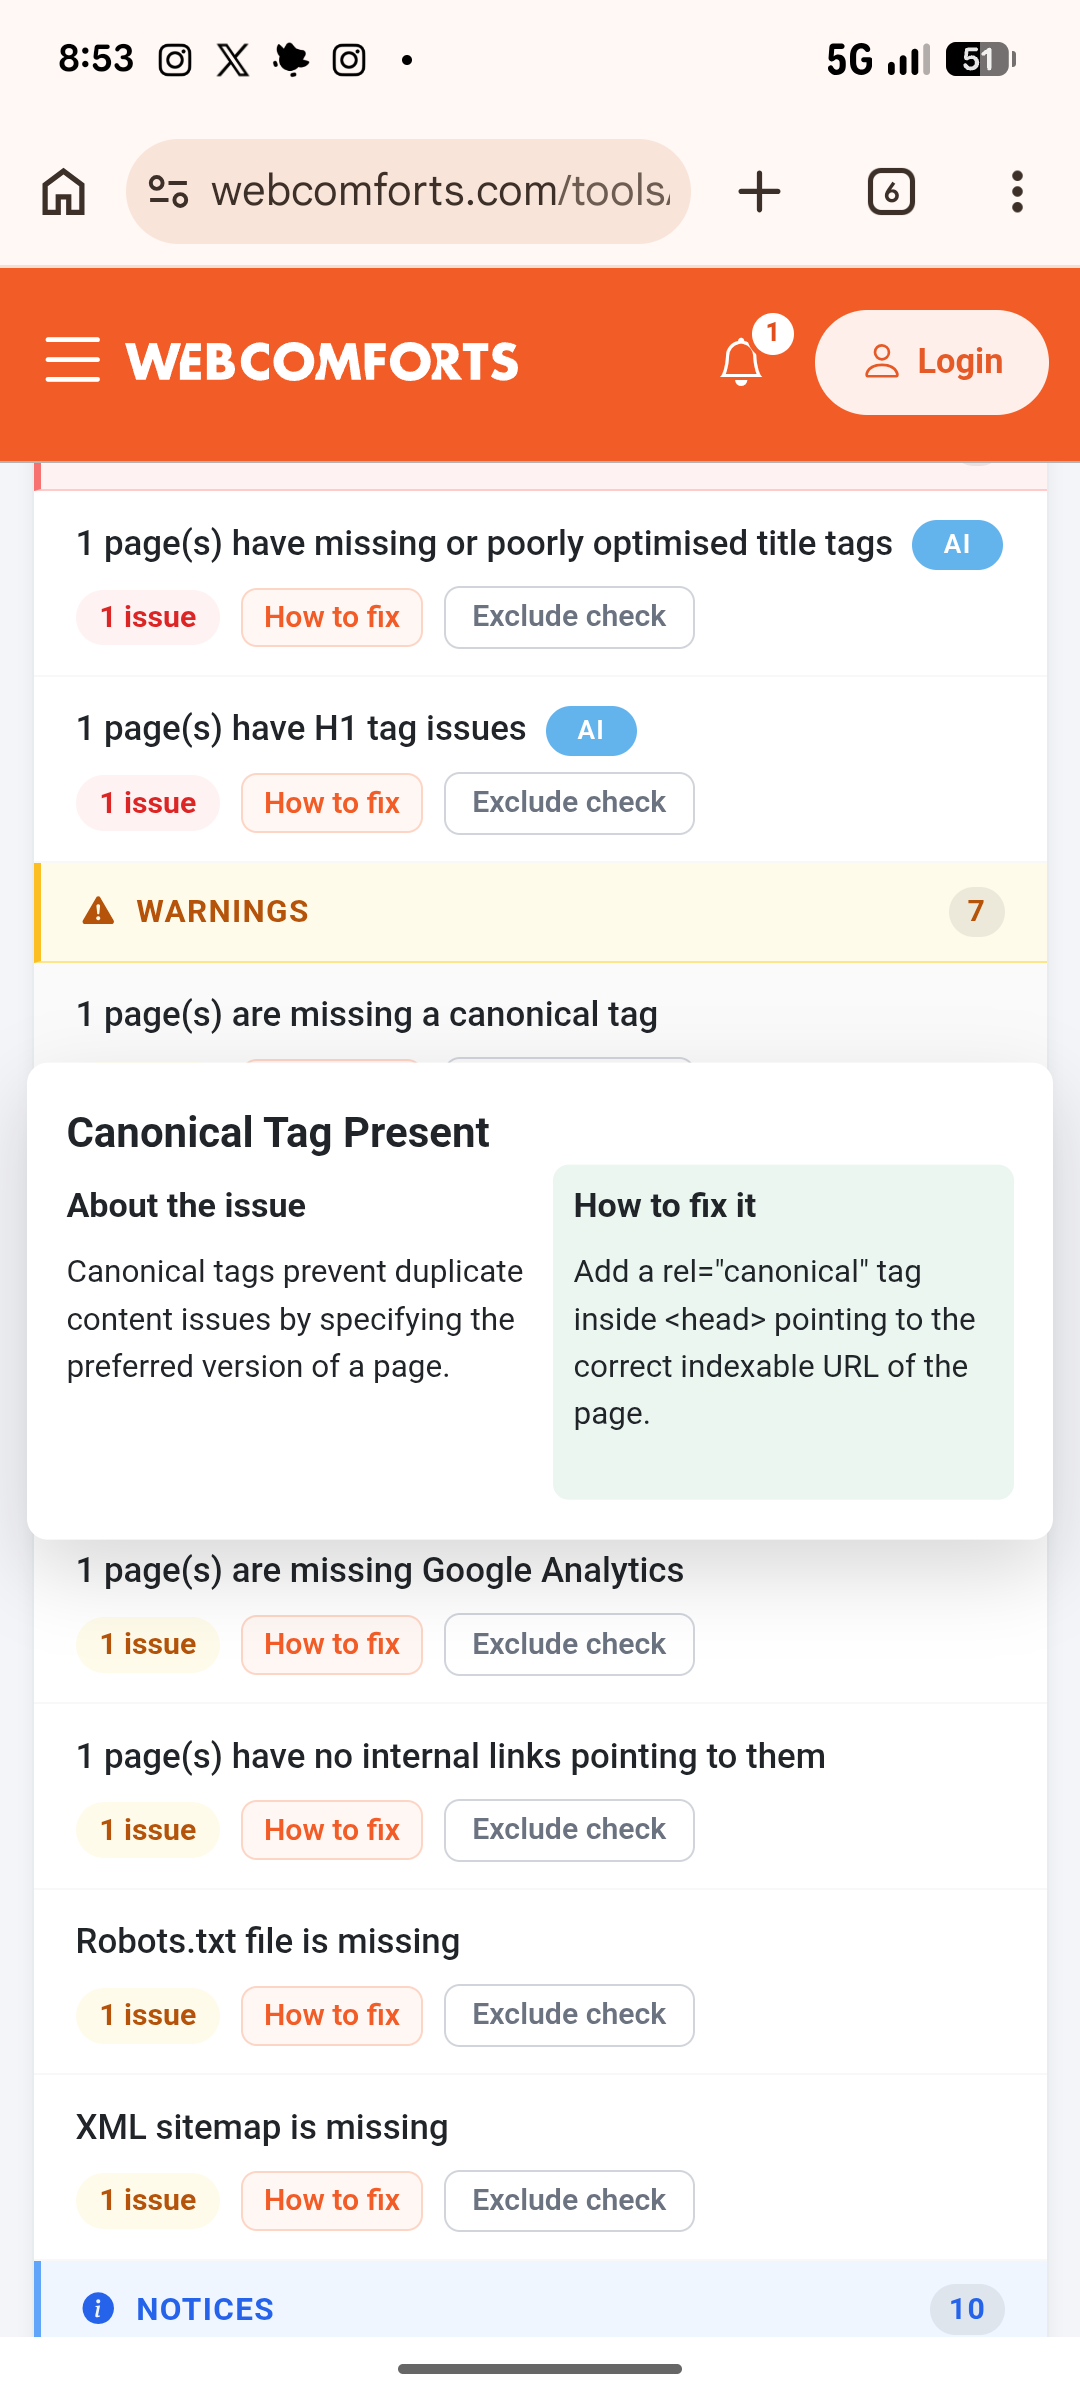 8:53
5G 51
webcomforts.com/tools/
6
WEBCOMFORTS
1
Login
1 page(s) have missing or poorly optimised title tags AI
1 issue How to fix Exclude check
1 page(s) have H1 tag issues AI
1 issue How to fix Exclude check
WARNINGS 7
1 page(s) are missing a canonical tag
Canonical Tag Present
About the issue
Canonical tags prevent duplicate
content issues by specifying the
preferred version of a page.
How to fix it
Add a rel="canonical" tag
inside <head> pointing to the
correct indexable URL of the
page.
1 page(s) are missing Google Analytics
1 issue How to fix Exclude check
1 page(s) have no internal links pointing to them
1 issue How to fix Exclude check
Robots.txt file is missing
1 issue How to fix Exclude check
XML sitemap is missing
1 issue How to fix Exclude check
NOTICES 10